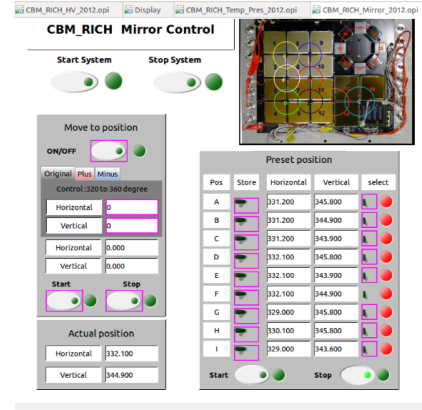 CBM_RICH_HV_2012.opi Display CBM_RICH_Temp_Pres_2012.opi CBM_RICH_Mirror_2012.opi
CBM_RICH Mirror Control
Start System Stop System
Move to position
ON/OFF
Original Plus Minus
Control :320 to 360 degree
Horizontal 0
Vertical 0
Horizontal 0.000
Vertical 0.000
Start Stop
Actual position
Horizontal 332.100
Vertical 344.900
Preset position
Pos Store Horizontal Vertical select
A 331.200 345.800
B 331.200 344.900
C 331.200 343.900
D 332.100 345.800
E 332.100 343.900
F 332.100 344.900
G 329.000 345.800
H 330.100 345.800
I 329.000 343.600
Start Stop